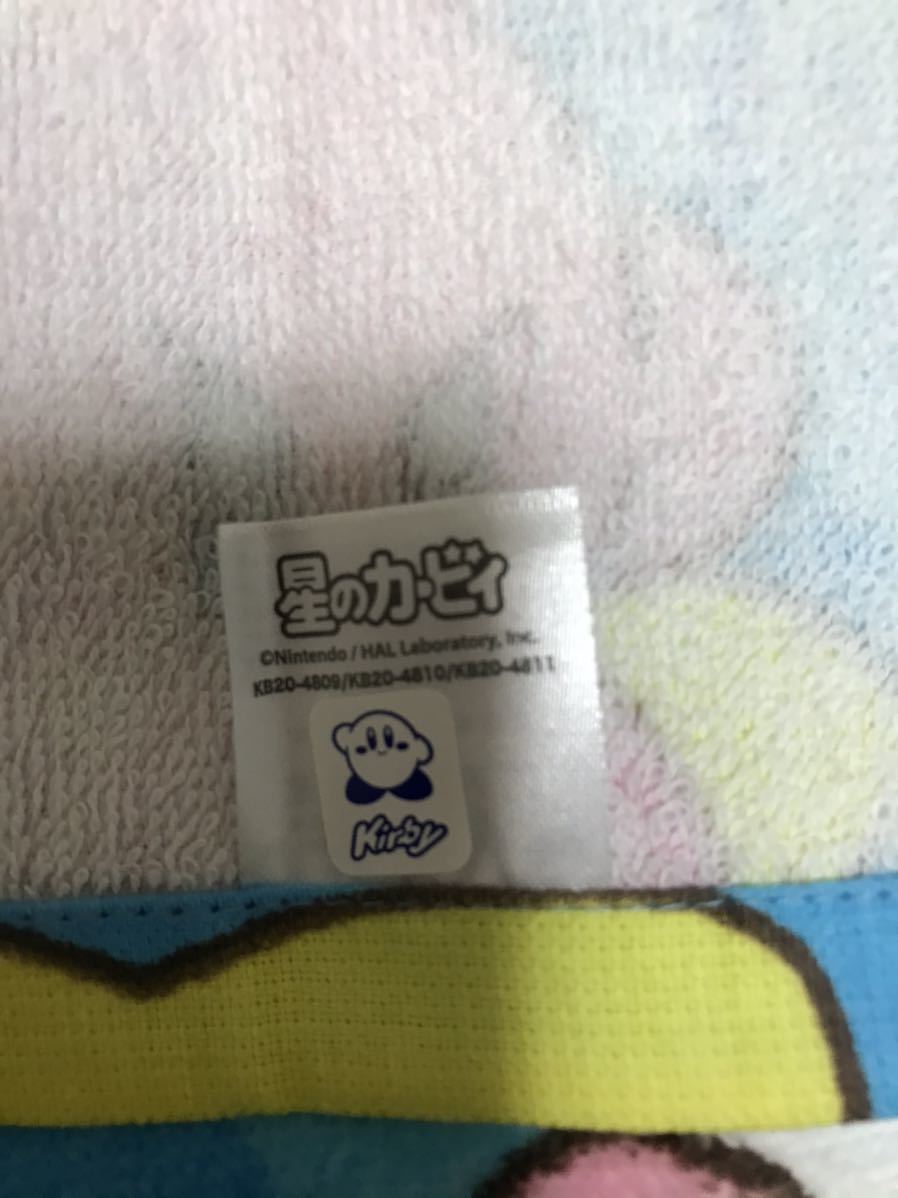 星のカービィ
©Nintendo / HAL Laboratory, Inc.
KB20-4809/KB20-4810/KB20-4811
Kirby